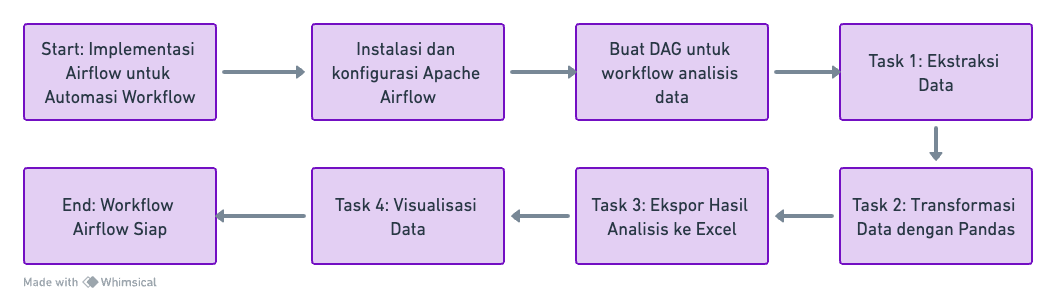 Start: Implementasi
Airflow untuk
Automasi Workflow
Instalasi dan
konfigurasi Apache
Airflow
Buat DAG untuk
workflow analisis
data
Task 1: Ekstraksi
Data
Task 2: Transformasi
Data dengan Pandas
Task 3: Ekspor Hasil
Analisis ke Excel
Task 4: Visualisasi
Data
End: Workflow
Airflow Siap
Made with Whimsical